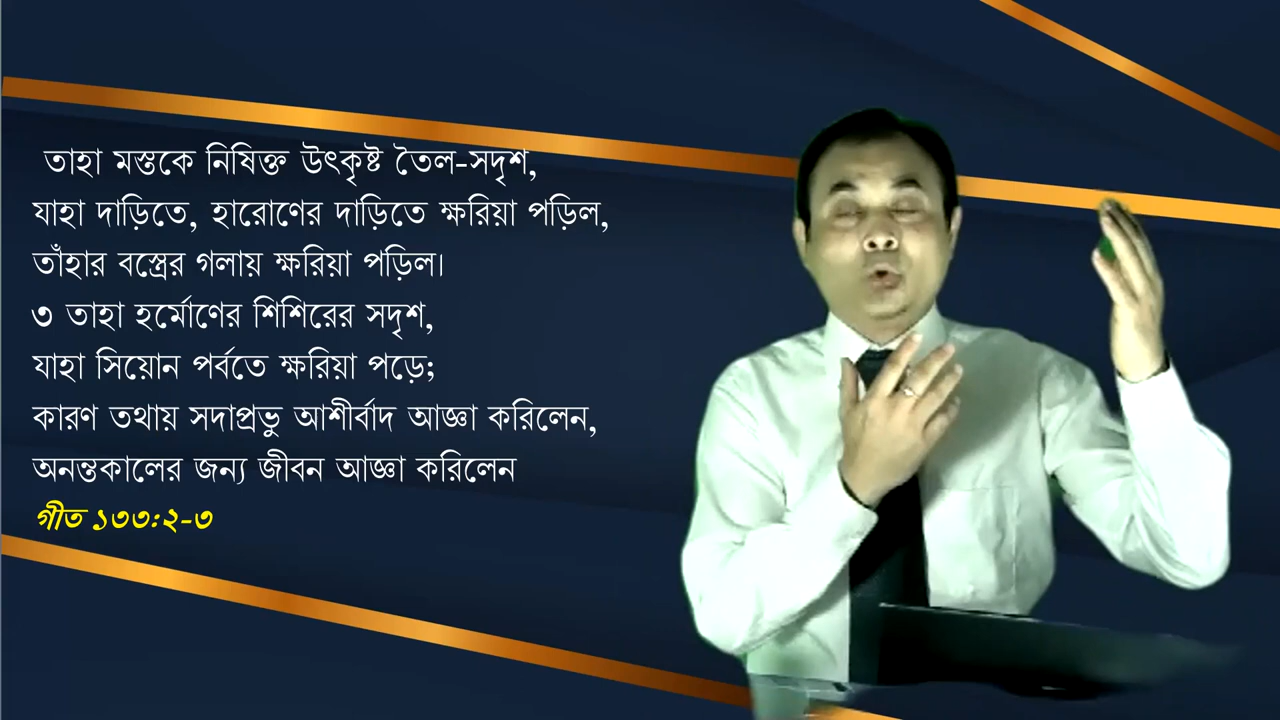 তাহা মস্তকে নিষিক্ত উৎকৃষ্ট তৈল-সদৃশ,
যাহা দাড়িতে, হারোণের দাড়িতে ক্ষরিয়া পড়িল,
তাঁহার বস্ত্রের গলায় ক্ষরিয়া পড়িল।
৩ তাহা হর্মোণের শিশিরের সদৃশ,
যাহা সিয়োন পর্বতে ক্ষরিয়া পড়ে;
কারণ তথায় সদাপ্রভু আশীর্বাদ আজ্ঞা করিলেন,
অনন্তকালের জন্য জীবন আজ্ঞা করিলেন
গীত ১৩৩:২-৩